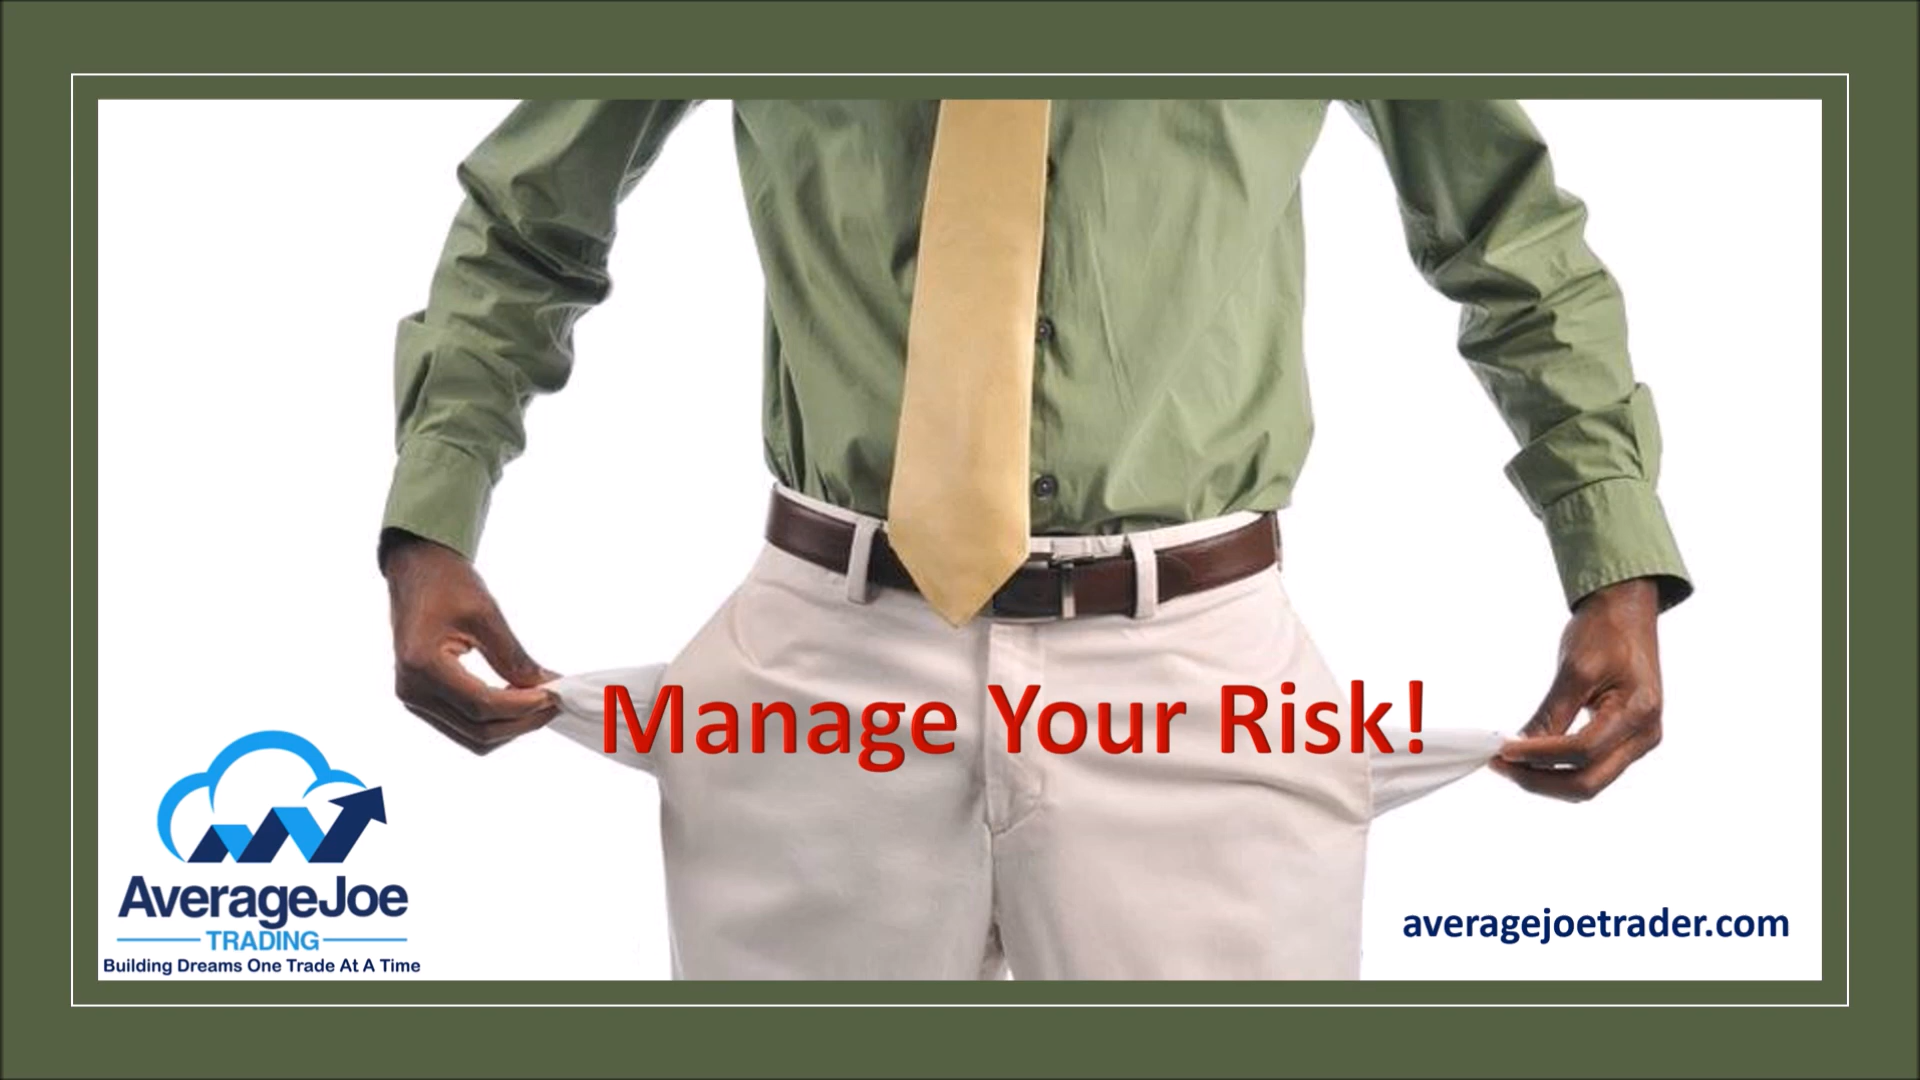 Manage Your Risk!
AverageJoe
TRADING
Building Dreams One Trade At A Time
averagejoetrader.com